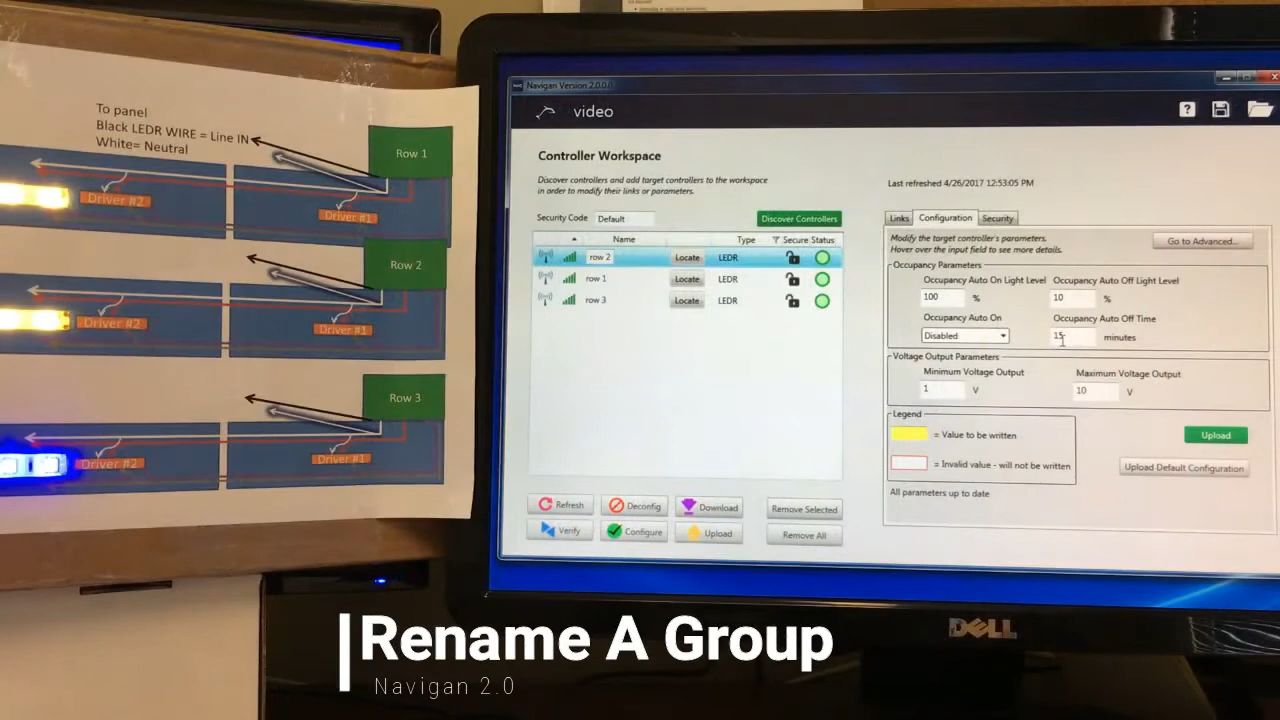 To panel
Black LEDR WIRE = Line IN
White= Neutral
Row 1
Driver #2
Driver #1
Row 2
Driver #2
Driver #1
Row 3
Driver #2
Driver #1
Navigan Version 2.0.0.0
video
?
Controller Workspace
Discover controllers and add target controllers to the workspace
in order to modify their links or parameters.
Security Code Default Discover Controllers
Name Type Secure Status
row 2 Locate LEDR
row 1 Locate LEDR
row 3 Locate LEDR
Refresh Deconfig Download Remove Selected
Verify Configure Upload Remove All
Last refreshed 4/26/2017 12:53:05 PM
Links Configuration Security
Modify the target controller's parameters.
Hover over the input field to see more details.
Go to Advanced...
Occupancy Parameters
Occupancy Auto On Light Level Occupancy Auto Off Light Level
100 % 10 %
Occupancy Auto On Occupancy Auto Off Time
Disabled 15 minutes
Voltage Output Parameters
Minimum Voltage Output Maximum Voltage Output
1 V 10 V
Legend
= Value to be written
= Invalid value - will not be written
Upload
Upload Default Configuration
All parameters up to date
DELL
Rename A Group
Navigan 2.0